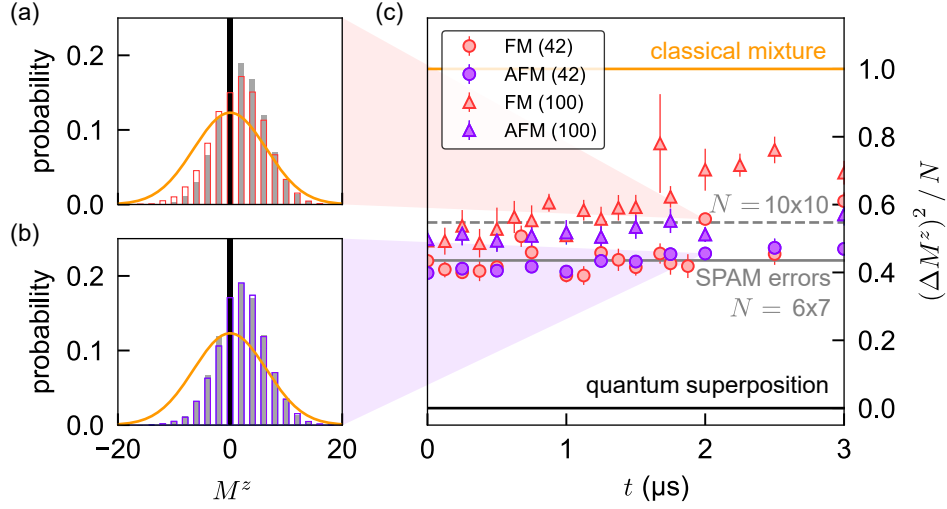 (a)
probability
0.2
0.1
0.0
(b)
probability
0.2
0.1
0.0
−20
0
20
M^z
(c)
FM (42)
AFM (42)
FM (100)
AFM (100)
classical mixture
N = 10x10
SPAM errors
N = 6x7
quantum superposition
1.0
0.8
0.6
0.4
0.2
0.0
(ΔM^z)^2 / N
0
1
2
3
t (μs)